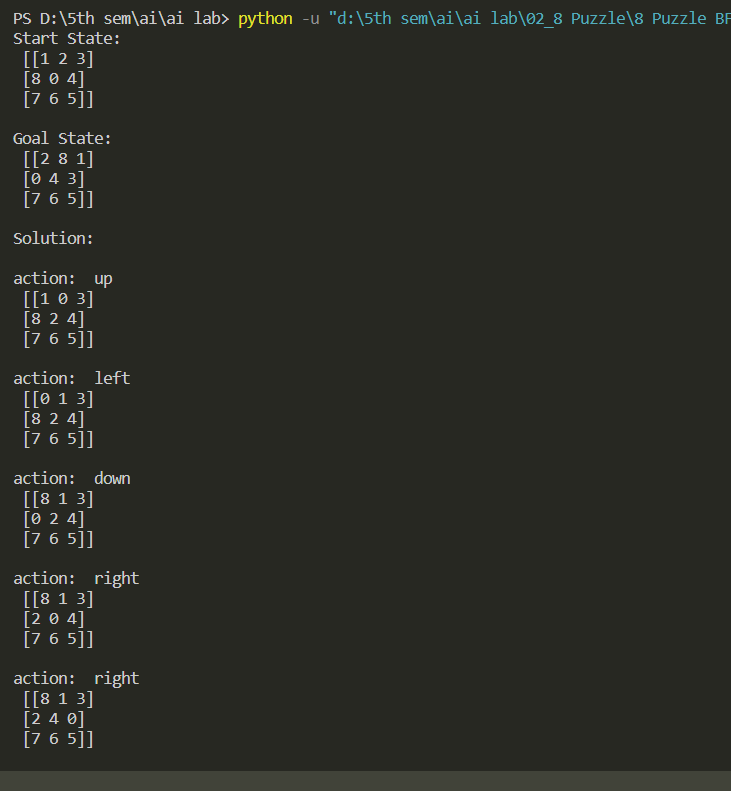 PS D:\5th sem\ai\ai lab> python -u "d:\5th sem\ai\ai lab\02_8 Puzzle\8 Puzzle BF
Start State:
[[1 2 3]
[8 0 4]
[7 6 5]]
Goal State:
[[2 8 1]
[0 4 3]
[7 6 5]]
Solution:
action:  up
[[1 0 3]
[8 2 4]
[7 6 5]]
action:  left
[[0 1 3]
[8 2 4]
[7 6 5]]
action:  down
[[8 1 3]
[0 2 4]
[7 6 5]]
action:  right
[[8 1 3]
[2 0 4]
[7 6 5]]
action:  right
[[8 1 3]
[2 4 0]
[7 6 5]]